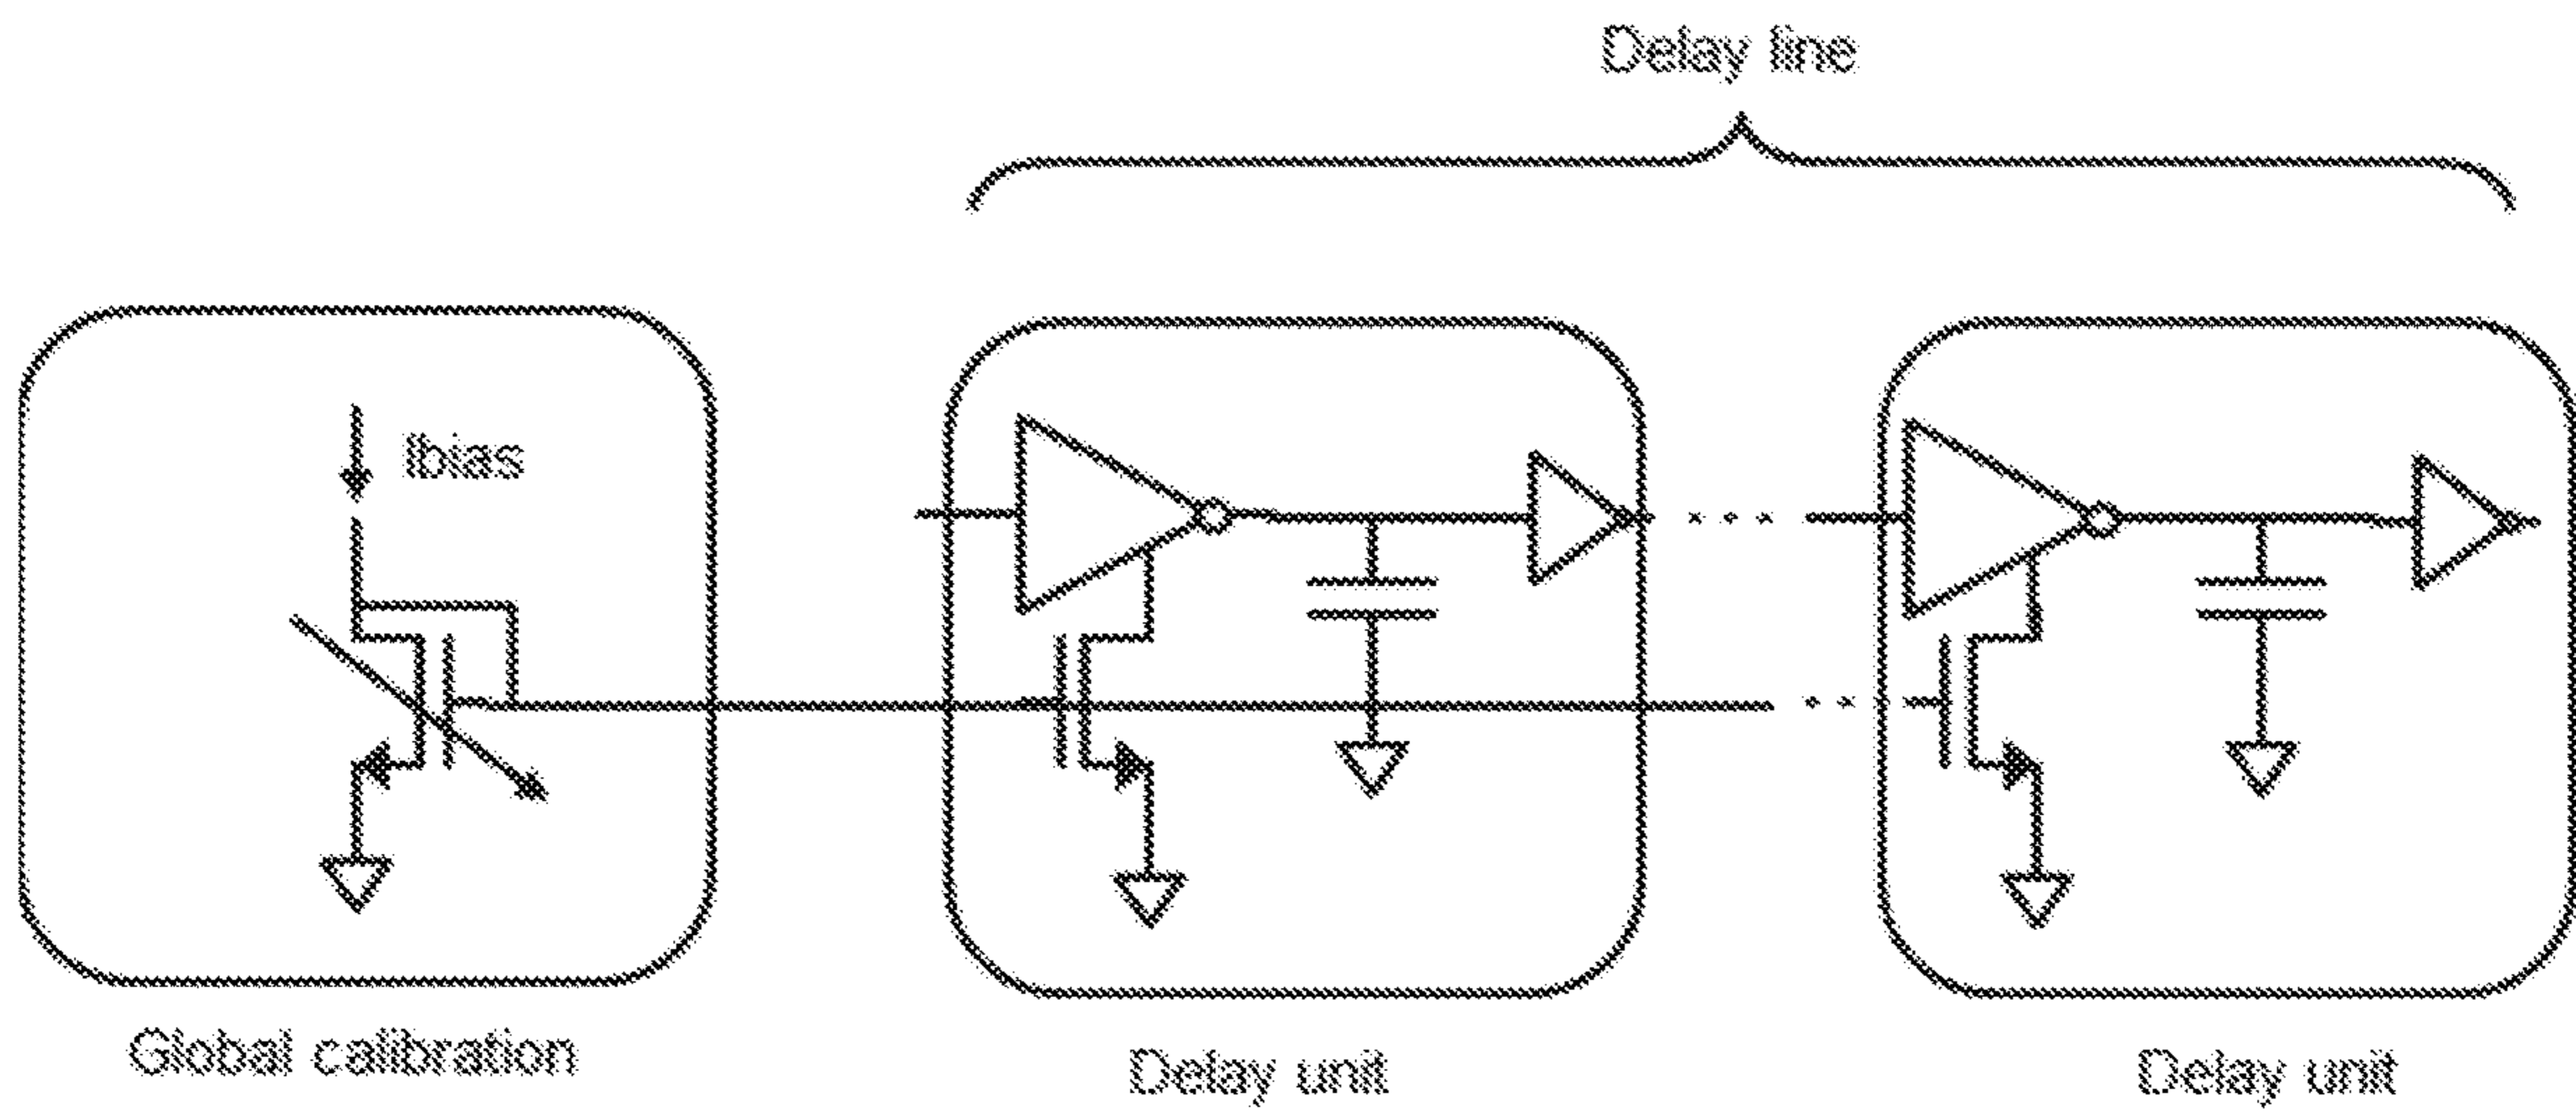 Delay line
Ibias
Global calibration
Delay unit
Delay unit